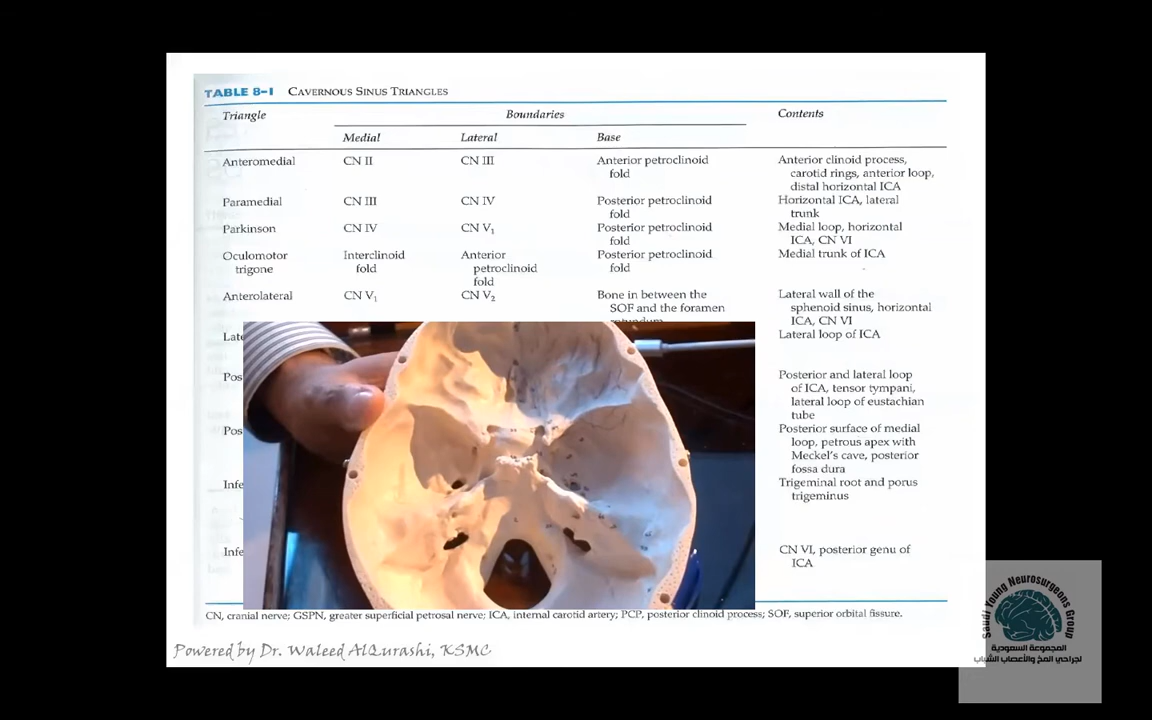 TABLE 8-1 CAVERNOUS SINUS TRIANGLES
Triangle Boundaries Contents
Medial Lateral Base
Anteromedial CN II CN III Anterior petroclinoid fold Anterior clinoid process, carotid rings, anterior loop, distal horizontal ICA
Paramedial CN III CN IV Posterior petroclinoid fold Horizontal ICA, lateral trunk
Parkinson CN IV CN V1 Posterior petroclinoid fold Medial loop, horizontal ICA, CN VI
Oculomotor trigone Interclinoid fold Anterior petroclinoid fold Posterior petroclinoid fold Medial trunk of ICA
Anterolateral CN V1 CN V2 Bone in between the SOF and the foramen Lateral wall of the sphenoid sinus, horizontal ICA, CN VI
Late Lateral loop of ICA
Pos Posterior and lateral loop of ICA, tensor tympani, lateral loop of eustachian tube
Pos Posterior surface of medial loop, petrous apex with Meckel's cave, posterior fossa dura
Infe Trigeminal root and porus trigeminus
Infe CN VI, posterior genu of ICA
CN, cranial nerve; GSPN, greater superficial petrosal nerve; ICA, internal carotid artery; PCP, posterior clinoid process; SOF, superior orbital fissure.
Powered by Dr. Waleed AlQurashi, KSMC
Saudi Young Neurosurgeons Group
المجموعة السعودية
لجراحي المخ والأعصاب الشباب